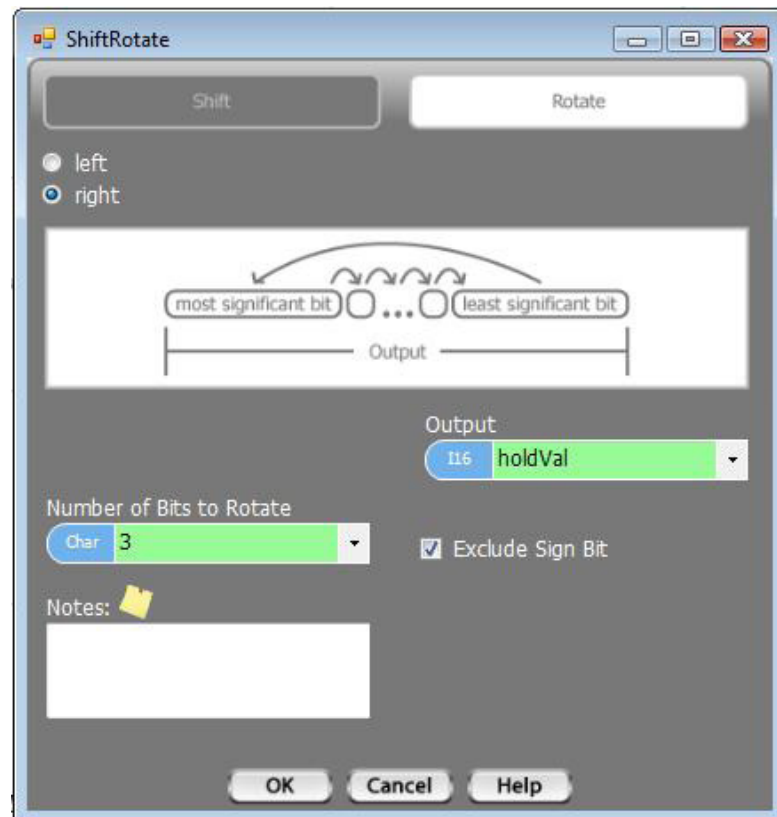 ShiftRotate
Shift Rotate
left
right
most significant bit ... least significant bit
Output
Output
I16 holdVal
Number of Bits to Rotate
Char 3
Exclude Sign Bit
Notes:
OK Cancel Help